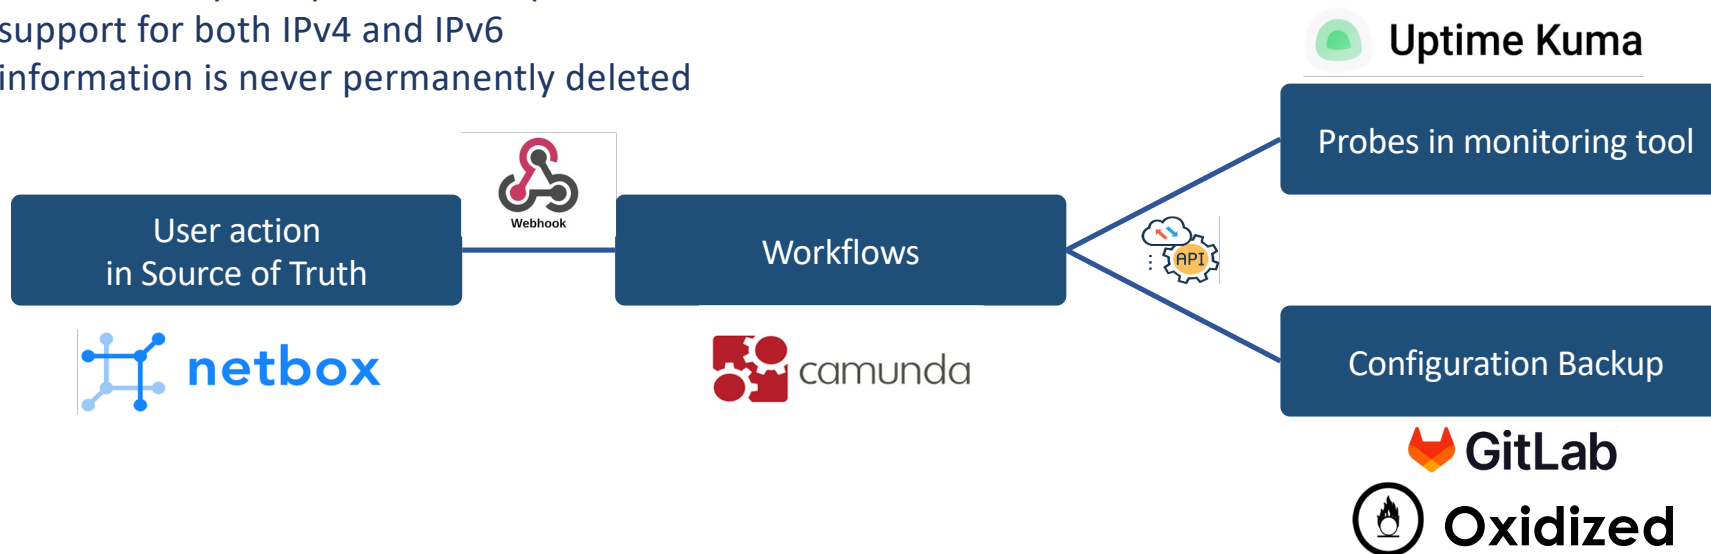 support for both IPv4 and IPv6
information is never permanently deleted
Uptime Kuma
Probes in monitoring tool
Webhook
User action
in Source of Truth
Workflows
API
netbox
camunda
Configuration Backup
GitLab
Oxidized